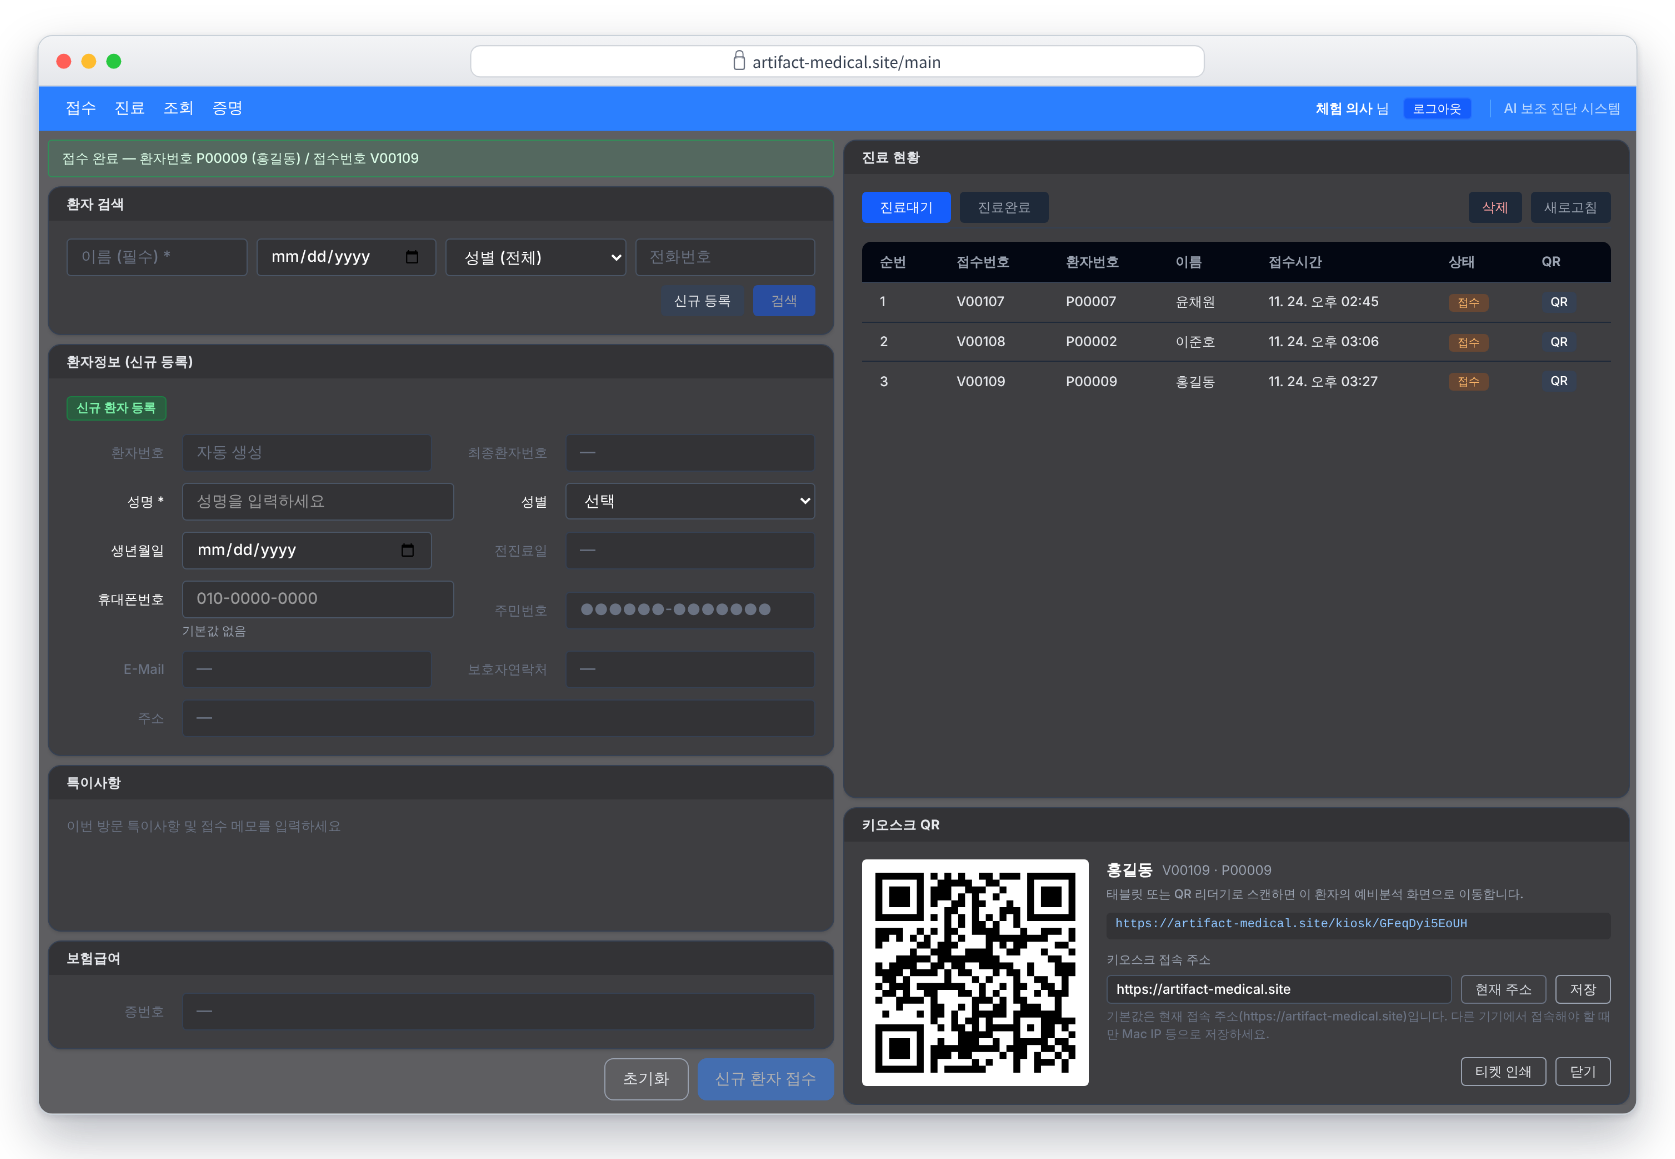 artifact-medical.site/main
접수 진료 조회 증명
체험 의사 님 로그아웃 AI 보조 진단 시스템
접수 완료 — 환자번호 P00009 (홍길동) / 접수번호 V00109
환자 검색
이름 (필수) * mm/dd/yyyy 성별 (전체) 전화번호
신규 등록 검색
환자정보 (신규 등록)
신규 환자 등록
환자번호 자동 생성 최종환자번호 —
성명 * 성명을 입력하세요 성별 선택
생년월일 mm/dd/yyyy 전진료일 —
휴대폰번호 010-0000-0000 주민번호 ●●●●●●-●●●●●●●
기본값 없음
E-Mail — 보호자연락처 —
주소 —
특이사항
이번 방문 특이사항 및 접수 메모를 입력하세요
보험급여
증번호 —
초기화 신규 환자 접수
진료 현황
진료대기 진료완료 삭제 새로고침
순번 접수번호 환자번호 이름 접수시간 상태 QR
1 V00107 P00007 윤채원 11. 24. 오후 02:45 접수 QR
2 V00108 P00002 이준호 11. 24. 오후 03:06 접수 QR
3 V00109 P00009 홍길동 11. 24. 오후 03:27 접수 QR
키오스크 QR
홍길동 V00109 · P00009
태블릿 또는 QR 리더기로 스캔하면 이 환자의 예비분석 화면으로 이동합니다.
https://artifact-medical.site/kiosk/GFeqDyi5EoUH
키오스크 접속 주소
https://artifact-medical.site 현재 주소 저장
기본값은 현재 접속 주소(https://artifact-medical.site)입니다. 다른 기기에서 접속해야 할 때
만 Mac IP 등으로 저장하세요.
티켓 인쇄 닫기